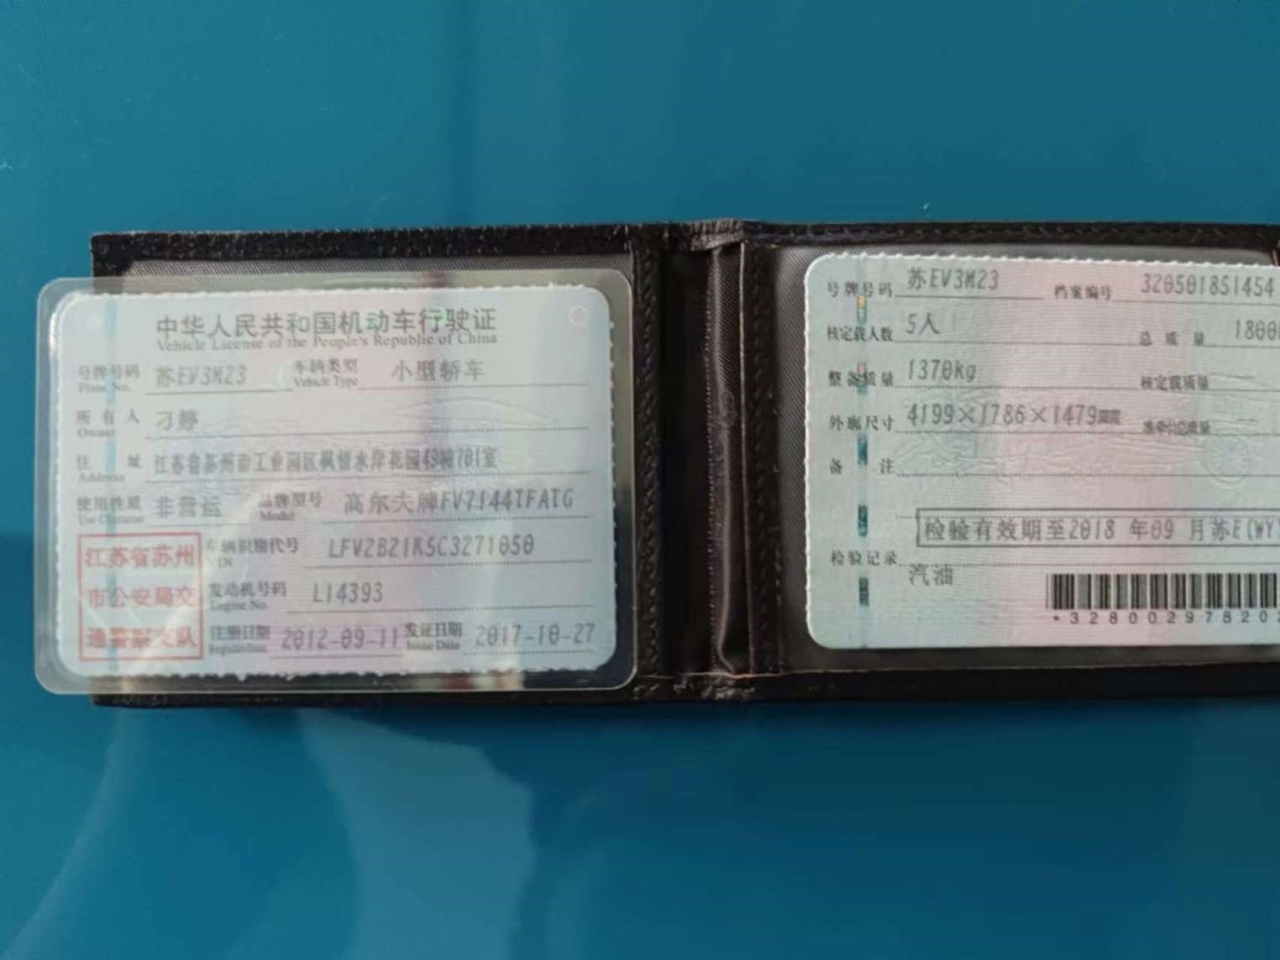 中华人民共和国机动车行驶证
Vehicle License of the People's Republic of China
号牌号码 苏EV3M23 车辆类型 小型轿车
Plate No. Vehicle Type
所有人 刁婷
Owner
住址 江苏省苏州市工业园区枫情水岸花园43幢701室
Address
使用性质 非营运 品牌型号 高尔夫牌FV7144TFATG
Use Character Model
江苏省苏州 车辆识别代号 LFV2B21K5C3271050
VIN
市公安局交 发动机号码 L14393
Engine No.
通警察支队 注册日期 2012-09-11 发证日期 2017-10-27
Register Date Issue Date
号牌号码 苏EV3M23 档案编号 320501851454
核定载人数 5人 总质量 1800
整备质量 1370kg 核定载质量
外廓尺寸 4199×1786×1479mm 准牵引总质量
备注
检验有效期至2018 年09 月苏E(WY
检验记录
汽油
*328002978202